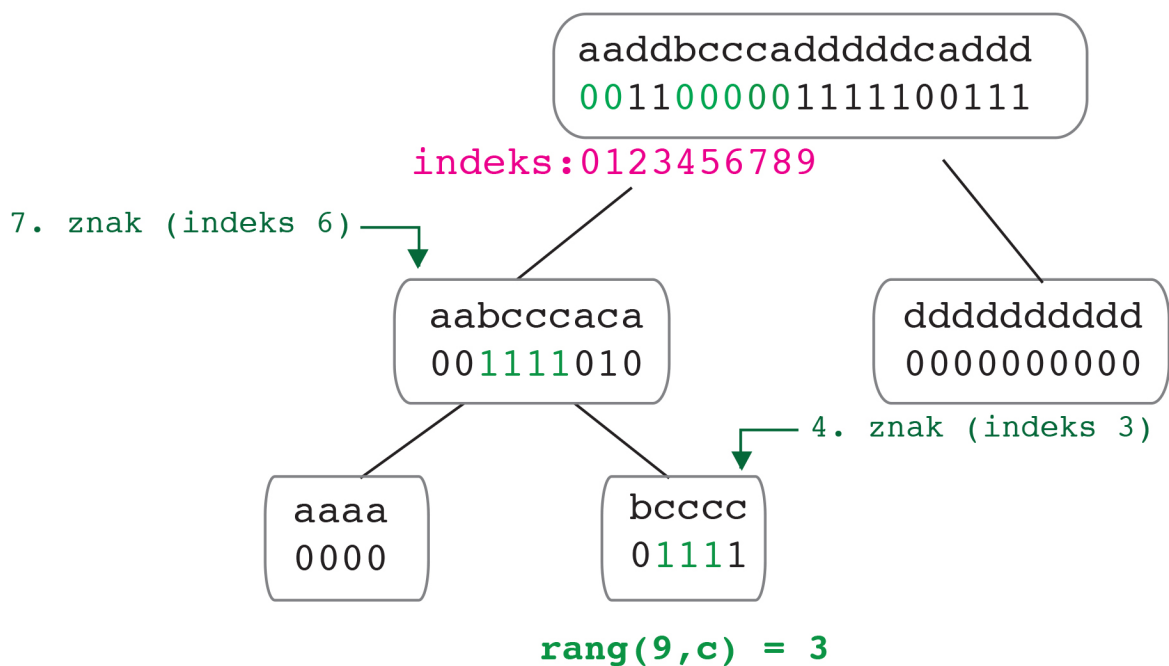 aaddbcccadddddcaddd
0011000001111100111
indeks:0123456789
7. znak (indeks 6)
aabcccaca
001111010
dddddddddd
0000000000
4. znak (indeks 3)
aaaa
0000
bcccc
01111
rang(9,c) = 3